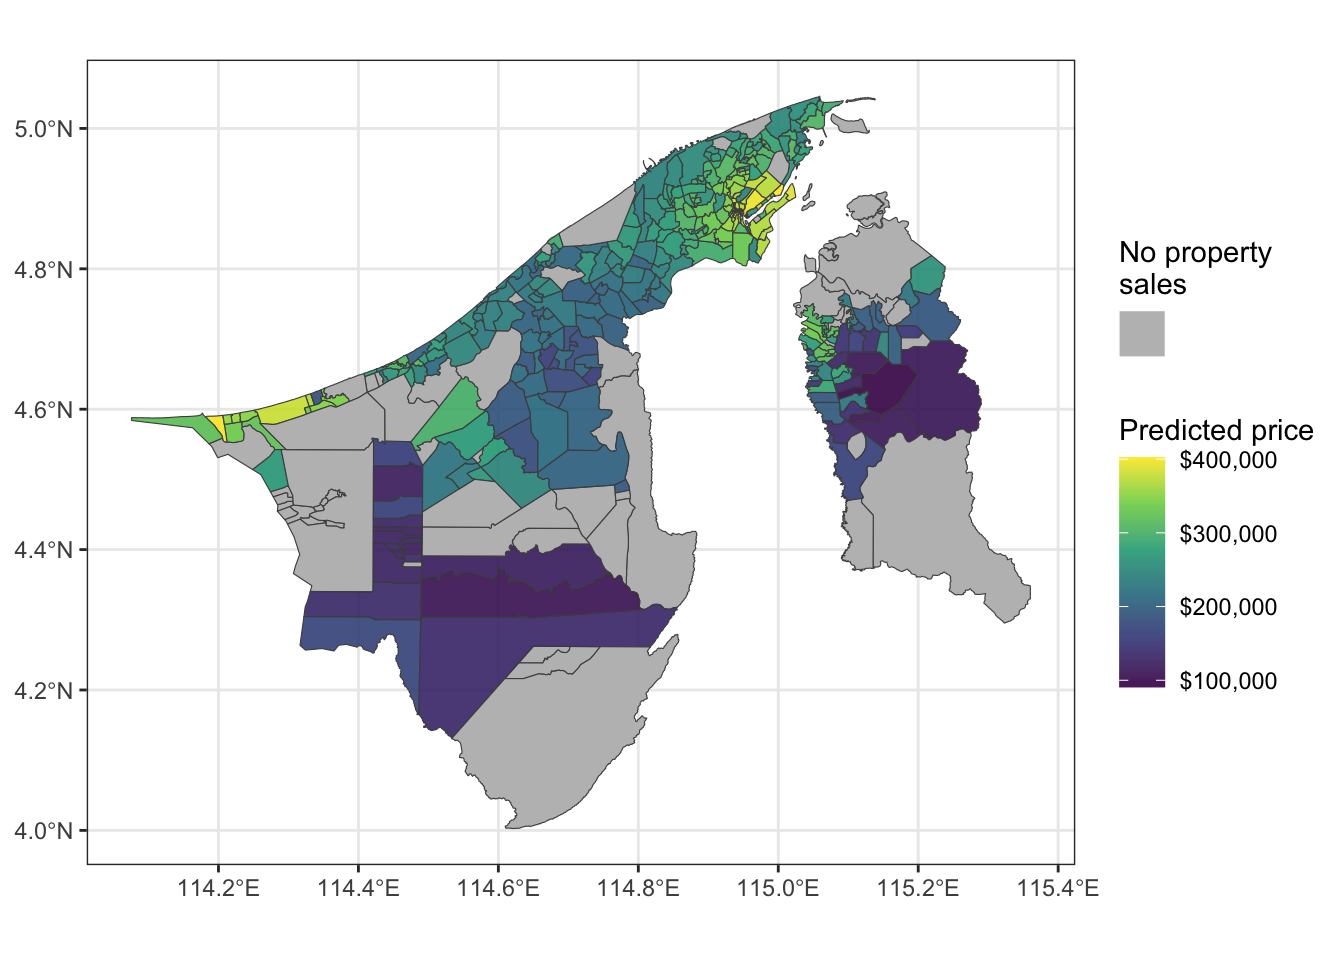 5.0°N
4.8°N
4.6°N
4.4°N
4.2°N
4.0°N
114.2°E
114.4°E
114.6°E
114.8°E
115.0°E
115.2°E
115.4°E
No property
sales
Predicted price
$400,000
$300,000
$200,000
$100,000